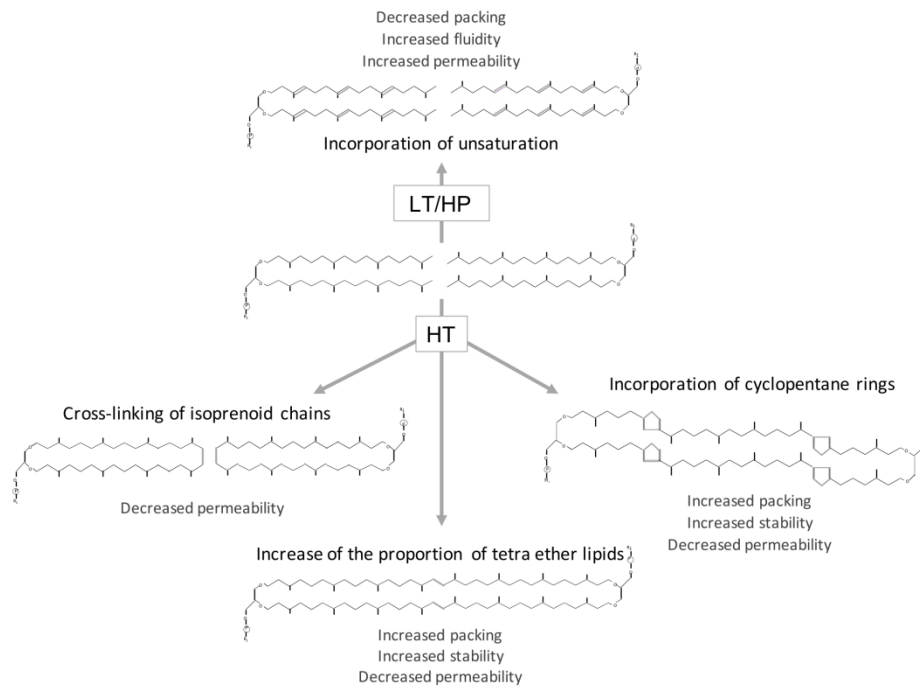 Decreased packing
Increased fluidity
Increased permeability
Incorporation of unsaturation
LT/HP
HT
Cross-linking of isoprenoid chains
Decreased permeability
Incorporation of cyclopentane rings
Increased packing
Increased stability
Decreased permeability
Increase of the proportion of tetra ether lipids
Increased packing
Increased stability
Decreased permeability